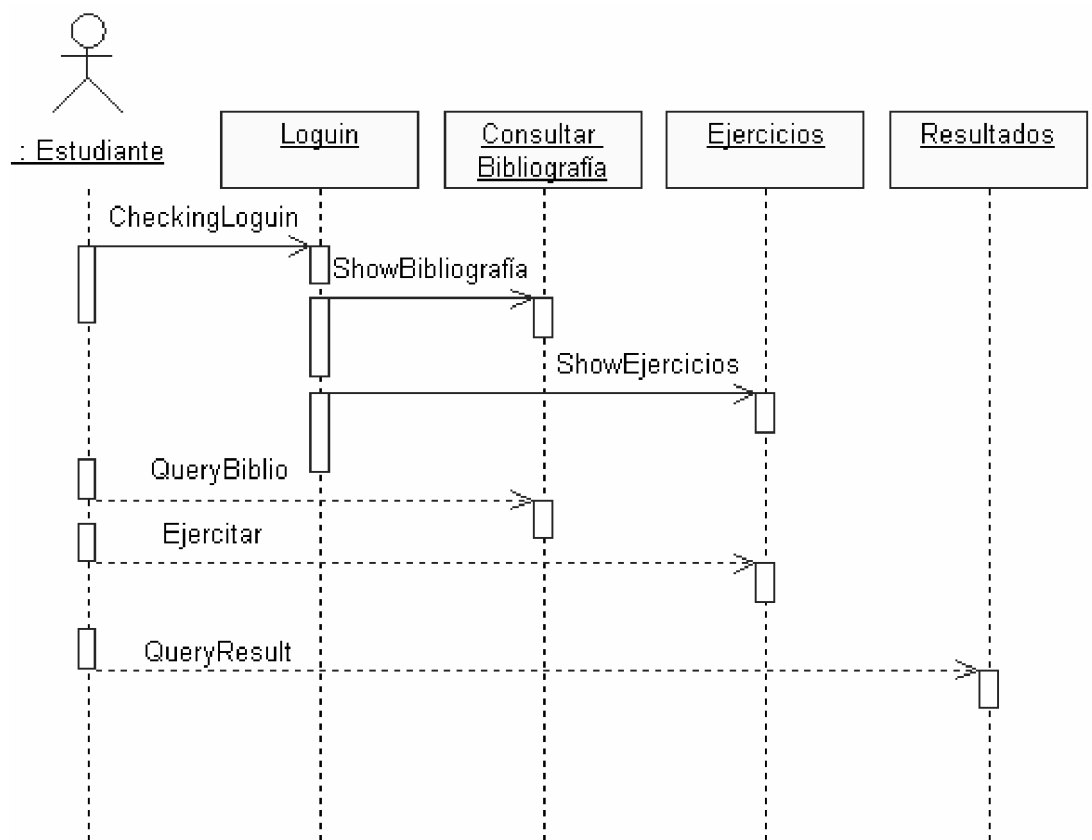 : Estudiante
Loguin
Consultar
Bibliografía
Ejercicios
Resultados
CheckingLoguin
ShowBibliografía
ShowEjercicios
QueryBiblio
Ejercitar
QueryResult